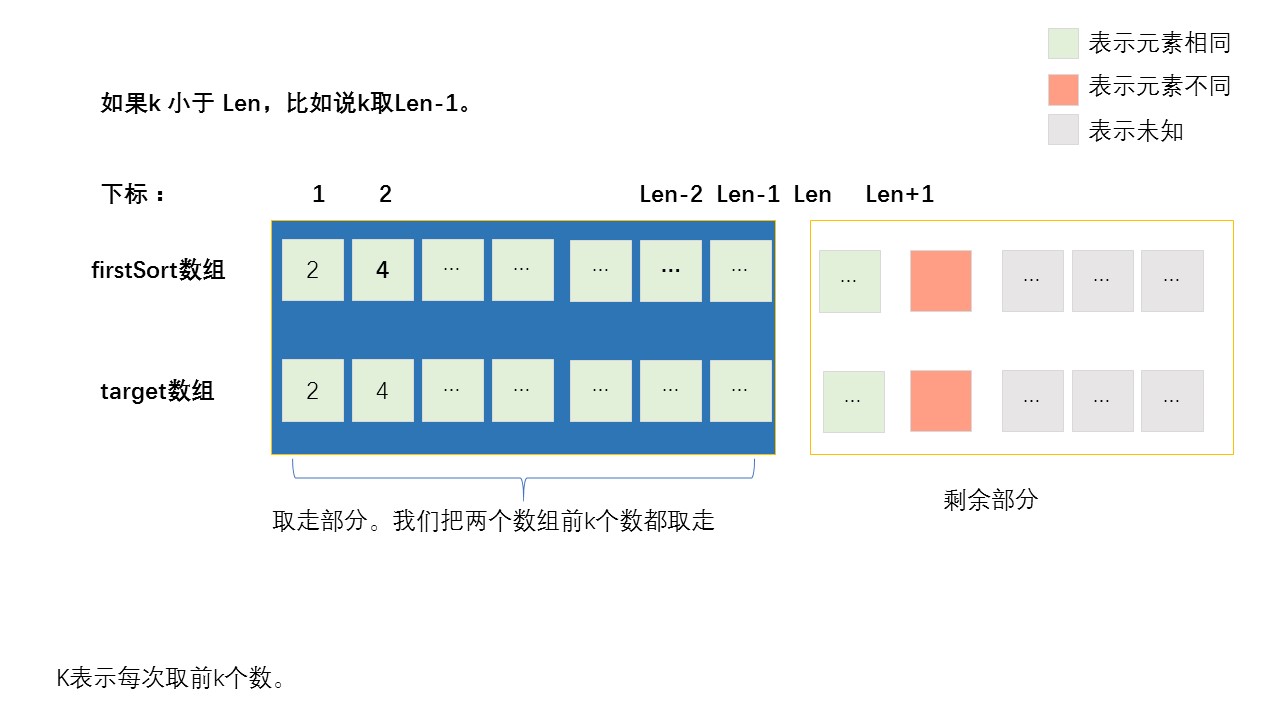 表示元素相同
表示元素不同
表示未知
如果k 小于 Len，比如说k取Len-1。
下标： 1 2 Len-2 Len-1 Len Len+1
firstSort数组 2 4 ... ... ... ... ... ... ... ... ...
target数组 2 4 ... ... ... ... ... ... ... ... ...
取走部分。我们把两个数组前k个数都取走
剩余部分
K表示每次取前k个数。